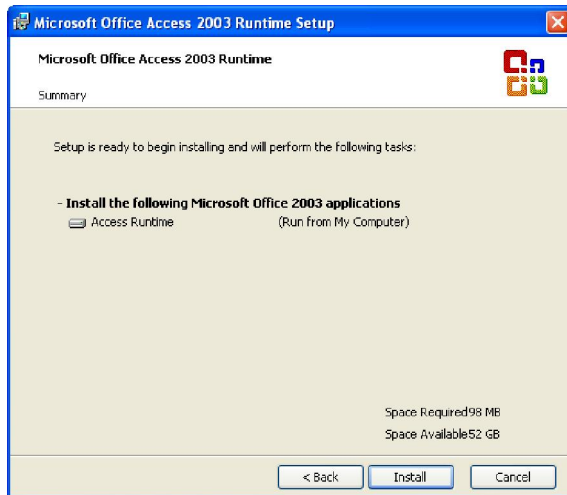 Microsoft Office Access 2003 Runtime Setup
Microsoft Office Access 2003 Runtime
Summary
Setup is ready to begin installing and will perform the following tasks:
- Install the following Microsoft Office 2003 applications
Access Runtime (Run from My Computer)
Space Required98 MB
Space Available52 GB
< Back Install Cancel